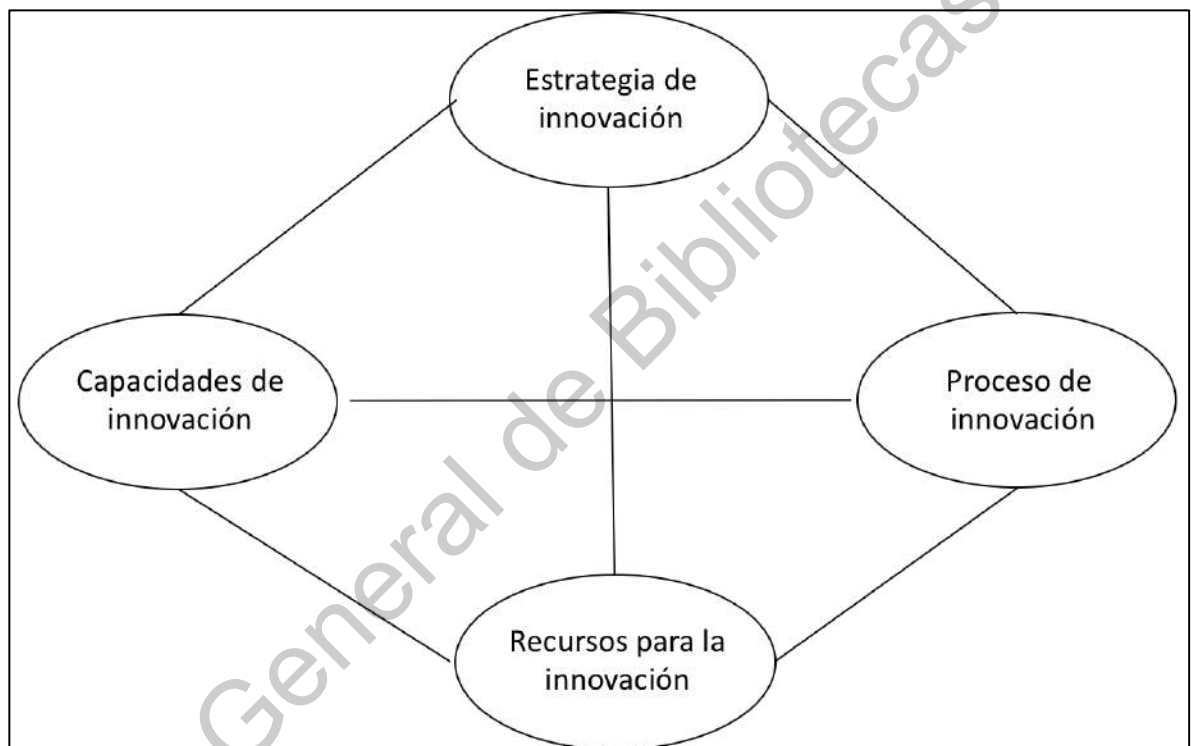 Estrategia de
innovación
Capacidades de
innovación
Proceso de
innovación
Recursos para la
innovación
General de Bibliotecas